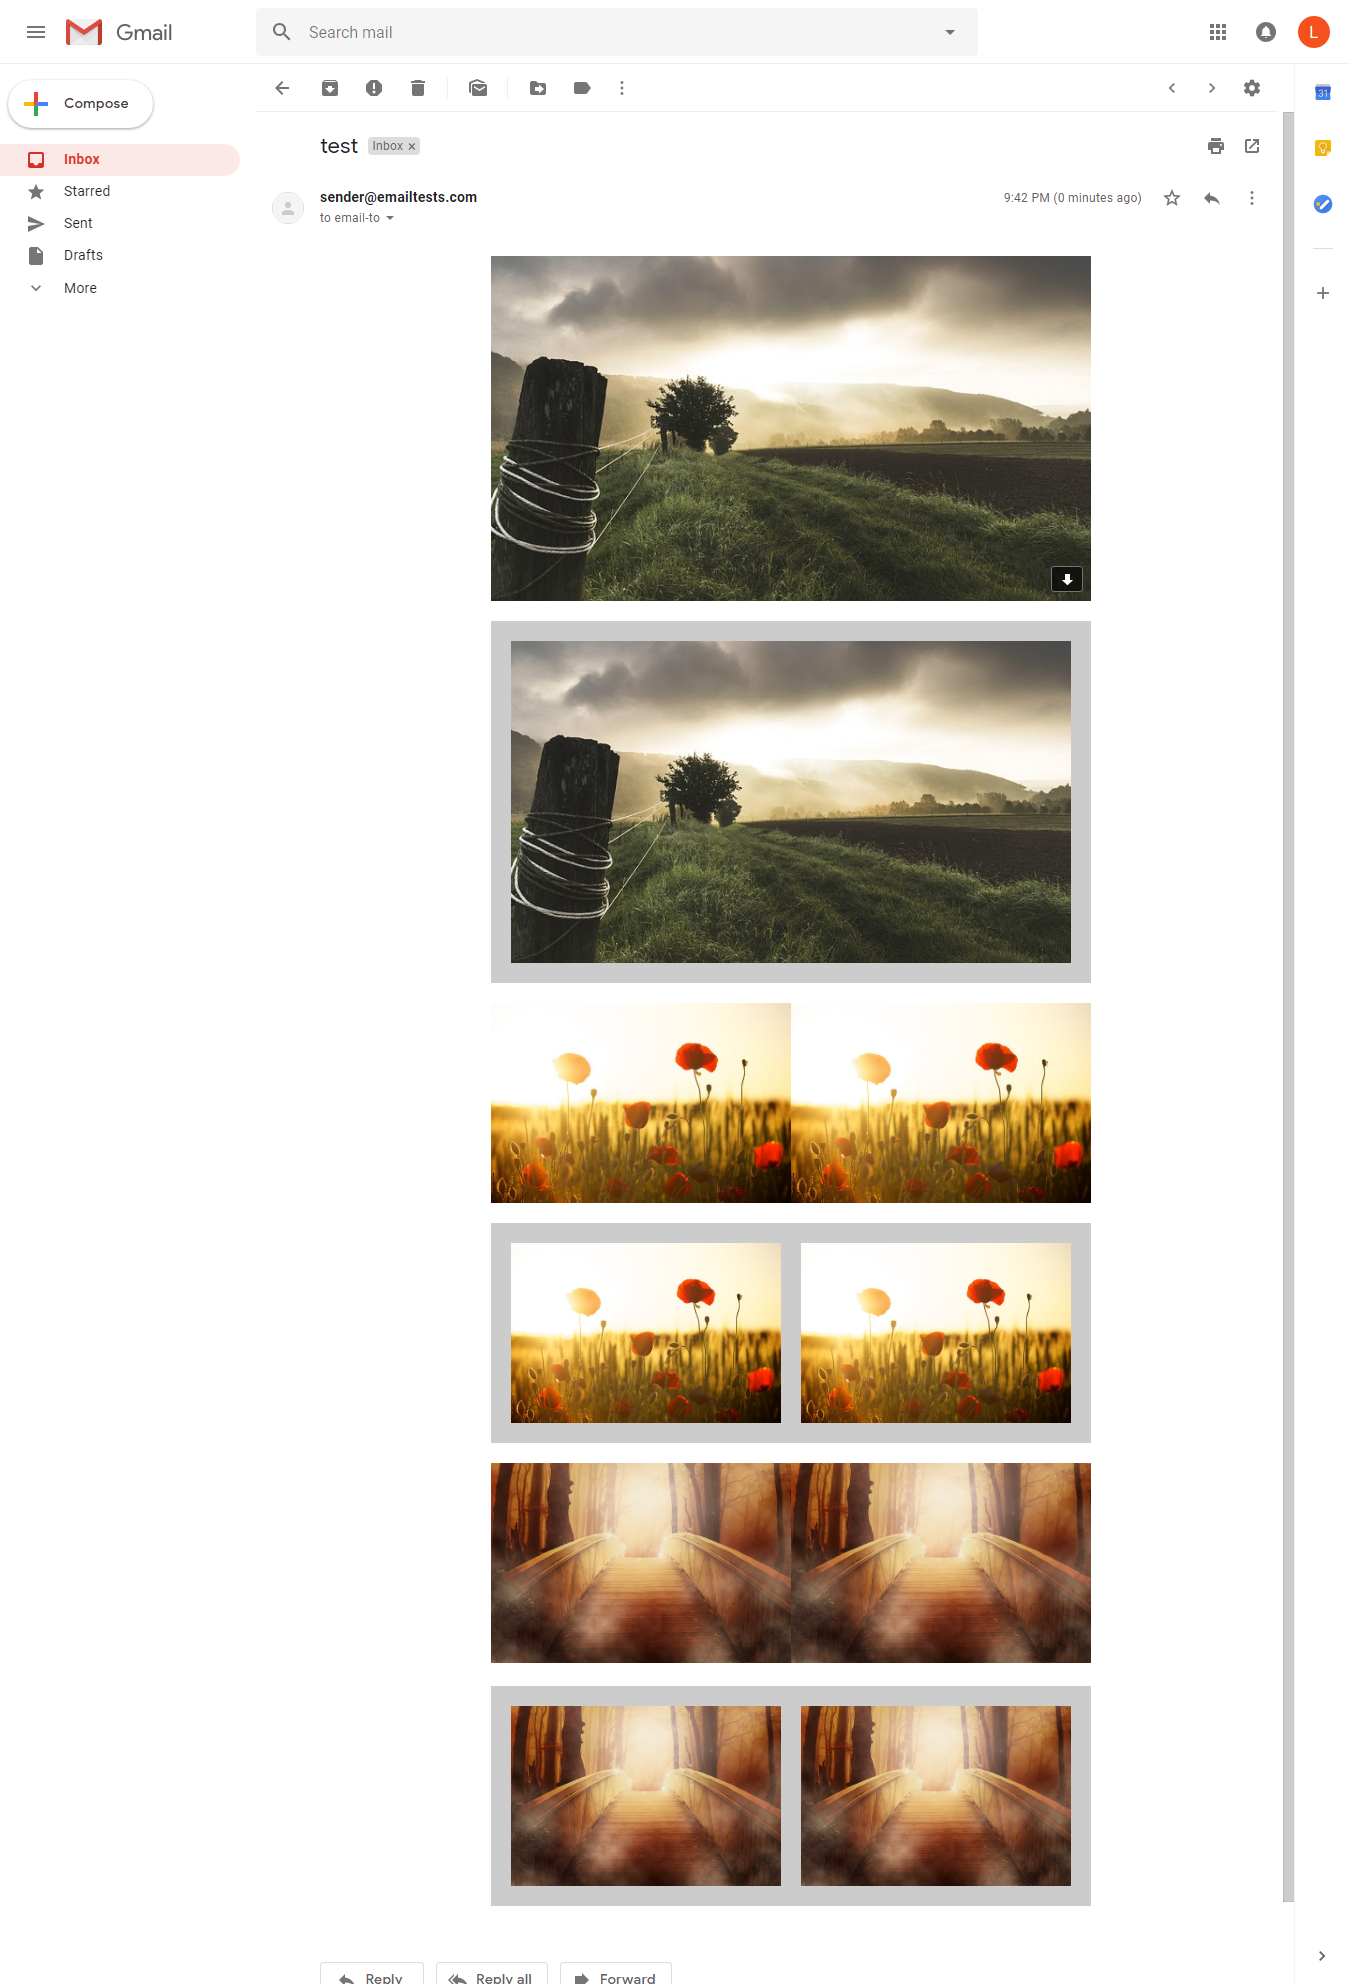 Gmail
Search mail
L
Compose
31
test
Inbox ×
Inbox
sender@emailtests.com
9:42 PM (0 minutes ago)
Starred
to email-to
Sent
Drafts
More
Reply
Reply all
Forward